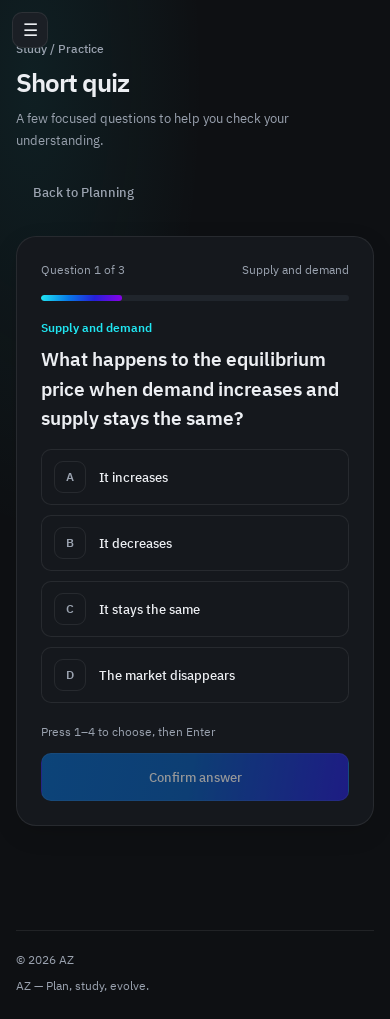 ☰
Study / Practice
Short quiz
A few focused questions to help you check your
understanding.
Back to Planning
Question 1 of 3
Supply and demand
Supply and demand
What happens to the equilibrium
price when demand increases and
supply stays the same?
A It increases
B It decreases
C It stays the same
D The market disappears
Press 1–4 to choose, then Enter
Confirm answer
© 2026 AZ
AZ — Plan, study, evolve.